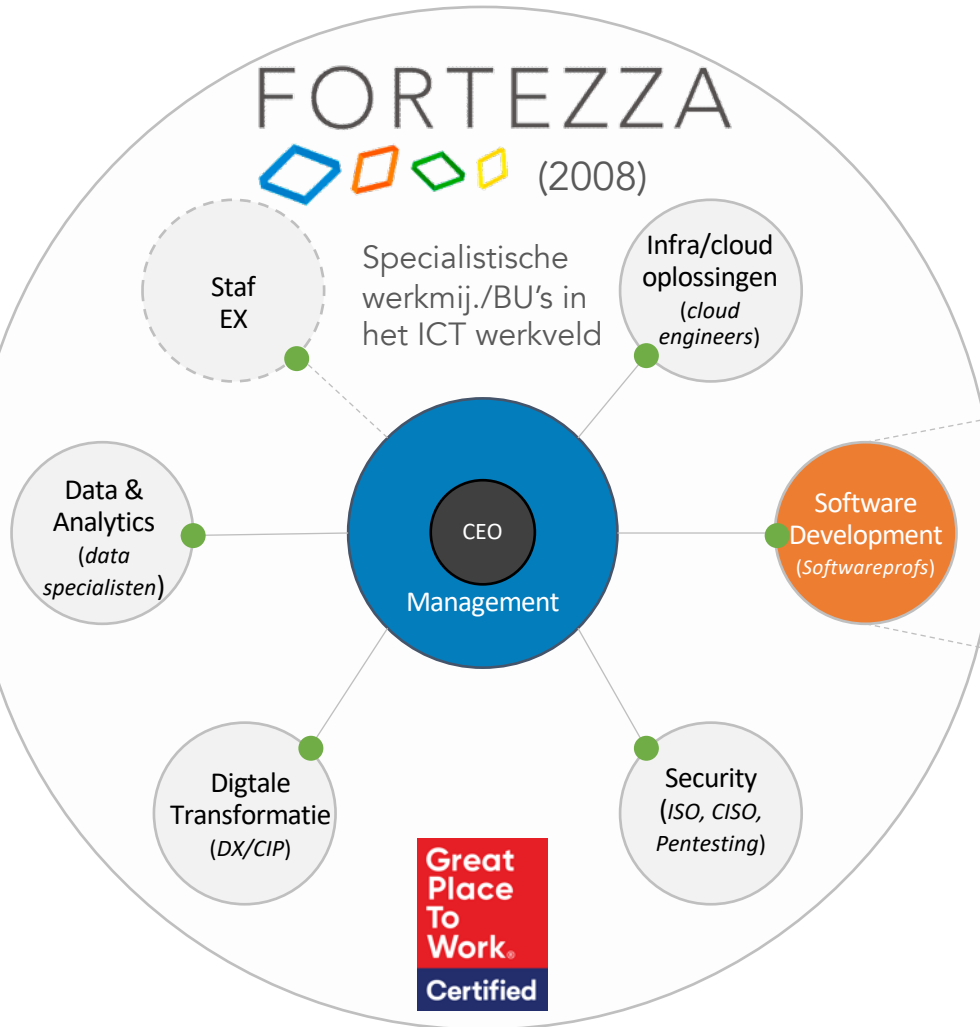 FORTEZZA
(2008)
Specialistische
werkmij./BU's in
het ICT werkveld
Staf
EX
Infra/cloud
oplossingen
(cloud
engineers)
Data &
Analytics
(data
specialisten)
CEO
Management
Software
Development
(Softwareprofs)
Digtale
Transformatie
(DX/CIP)
Security
(ISO, CISO,
Pentesting)
Great
Place
To
Work®
Certified